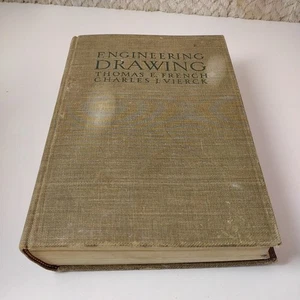 ENGINEERING
DRAWING
THOMAS E. FRENCH
CHARLES J. VIERCK